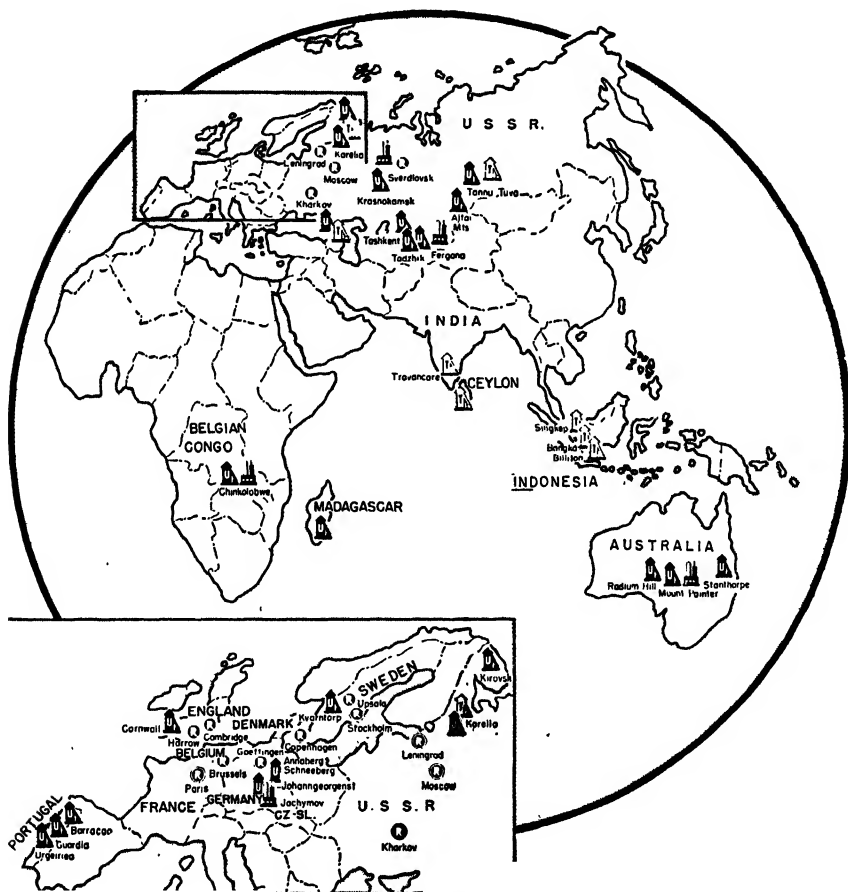 U S S R.
Leningrad
Karelia
Moscow
Sverdlovsk
Kharkov
Krasnokamsk
Tannu Tuva
Altai
Mts
Tashkent
Tadzhik
Fergana
INDIA
Travancore
CEYLON
Singkep
Bangka
Billiton
INDONESIA
BELGIAN
CONGO
Chinkolobwe
MADAGASCAR
AUSTRALIA
Radium Hill
Mount Painter
Stanthorpe
SWEDEN
Kirovsk
ENGLAND
DENMARK
Kvarntorp
Upsala
Stockholm
Karelia
Cornwall
Harrow
Cambridge
Copenhagen
Leningrad
BELGIUM
Goettingen
Annaberg
Schneeberg
Brussels
Paris
Moscow
Johanngeorgenst
FRANCE
GERMANY
Jachymov
U. S S. R
CZ-SL.
PORTUGAL
Barracao
Guardia
Urgeiriea
Kharkov
U
R